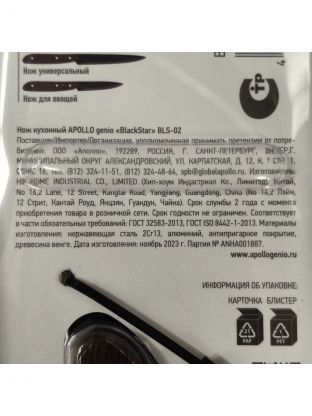 Нож универсальный
Нож для овощей
Нож кухонный APOLLO genio «BlackStar» BLS-02
Поставщик/Импортер/Организация, уполномоченная принимать претензии от потре-
бителей: ООО «Аполло», 192289, РОССИЯ, Г. САНКТ-ПЕТЕРБУРГ, ВН.ТЕР.Г.
МУНИЦИПАЛЬНЫЙ ОКРУГ АЛЕКСАНДРОВСКИЙ, УЛ. КАРПАТСКАЯ, Д. 12, К. 1 СТР.
16, тел. (812) 324-11-51, (812) 324-48-64, spb@globalapollo.ru. Изготовитель:
HIP HOME INDUSTRIAL CO., LIMITED (Хип-хоум Индастриал Ко., Лимитед), Китай,
No 16,2 Lane, 12 Street, Kangtai Road, Yangjiang, Guangdong, China (No 16,2 Лэйн,
12 Стрит, Кантай Роуд, Янцзян, Гуандун, Чайна). Срок службы 2 года с момента
приобретения товара в розничной сети. Срок годности не ограничен. Соответствует
в части обязательных требований: ГОСТ 32583-2013, ГОСТ ISO 8442-1-2013. Материалы
изготовления: нержавеющая сталь 2Cr13, алюминий, антипригарное покрытие,
древесина венге. Дата изготовления: ноябрь 2023 г. Партия № ANHA001887.
www.apollogenio.ru
ИНФОРМАЦИЯ ОБ УПАКОВКЕ:
КАРТОЧКА БЛИСТЕР
21 1
PAP PET